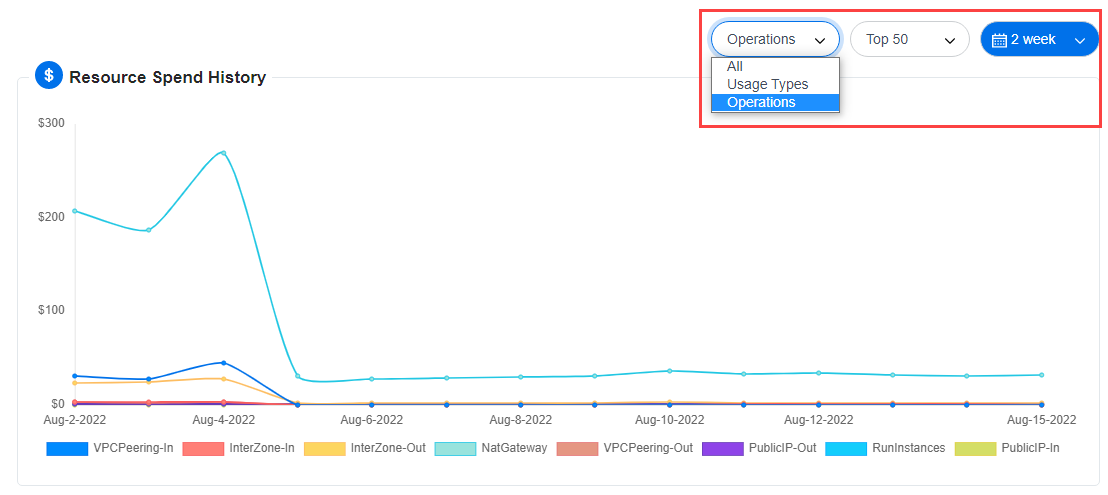 Operations
Top 50
2 week
All
Usage Types
Operations
$ Resource Spend History
$300
$200
$100
$0
Aug-2-2022 Aug-4-2022 Aug-6-2022 Aug-8-2022 Aug-10-2022 Aug-12-2022 Aug-15-2022
VPCPeering-In InterZone-In InterZone-Out NatGateway VPCPeering-Out PublicIP-Out RunInstances PublicIP-In